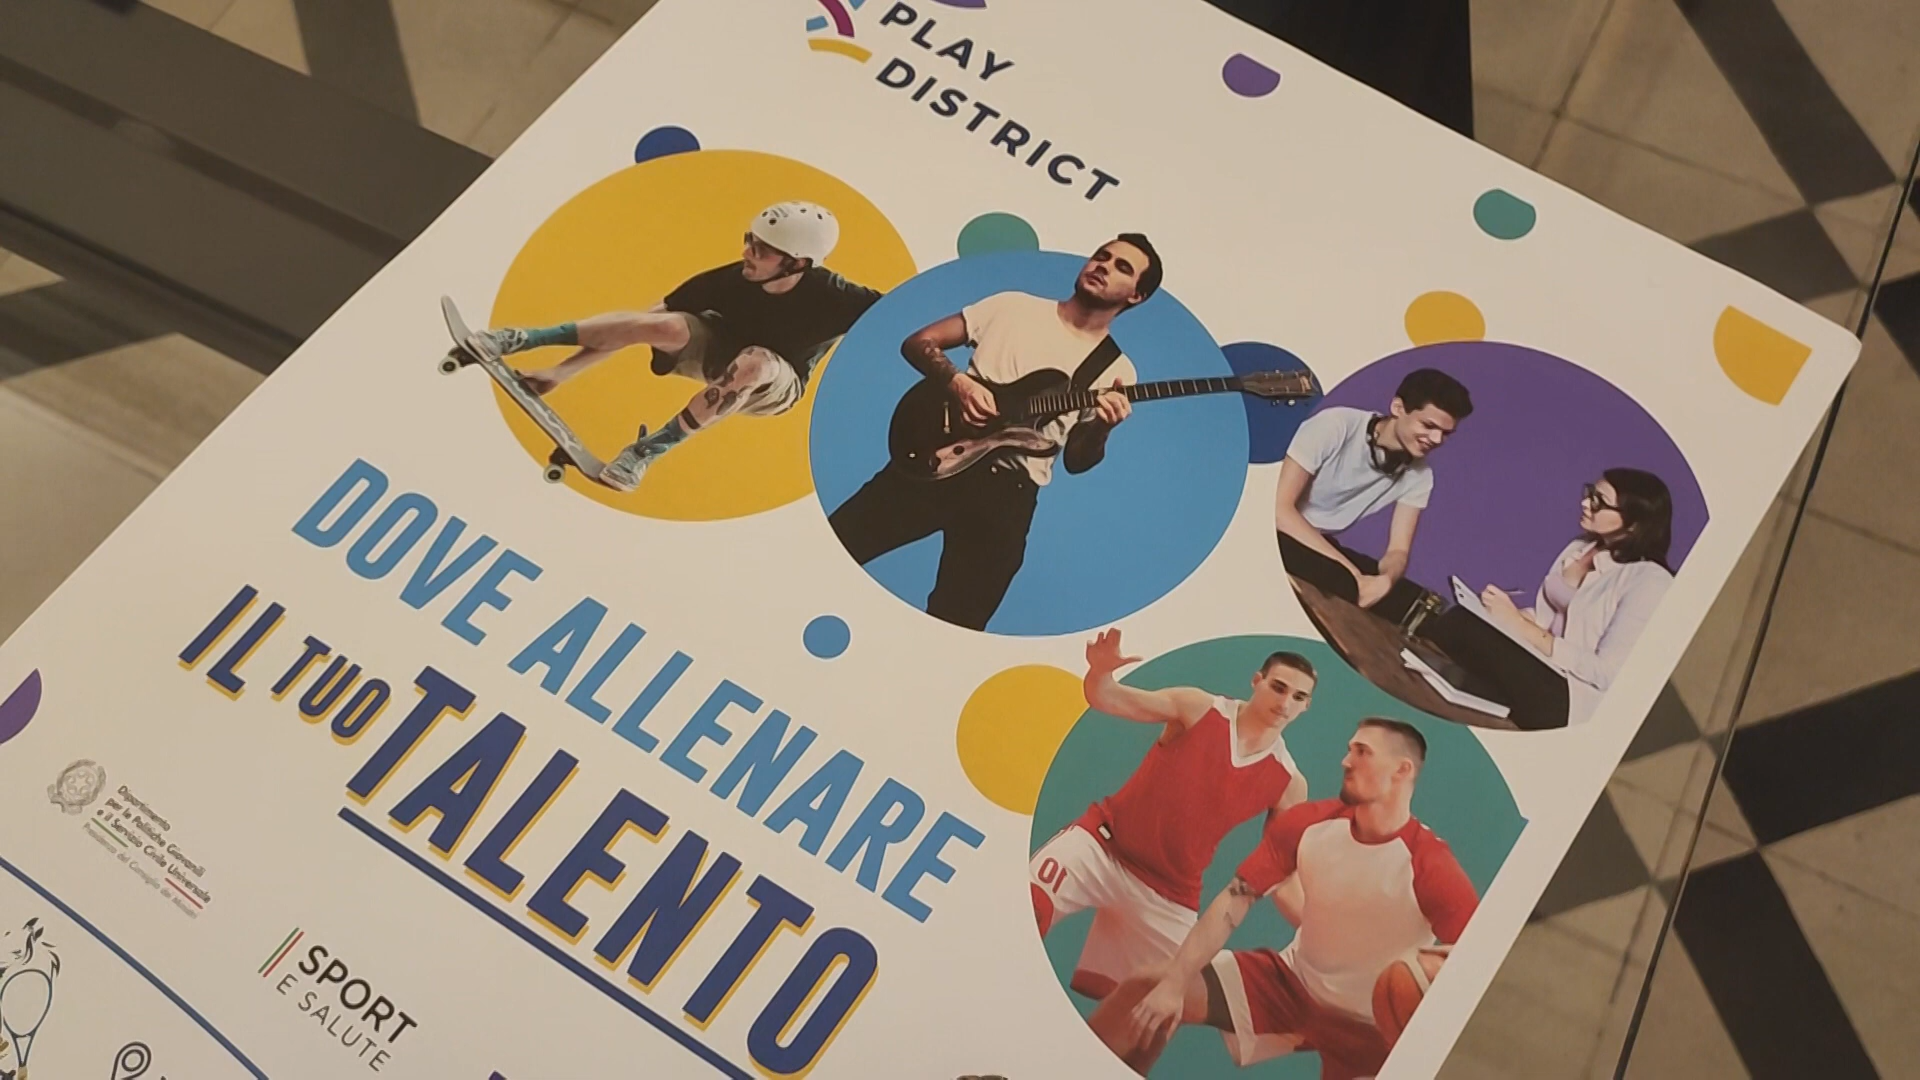 PLAY
DISTRICT
DOVE ALLENARE
IL TUO TALENTO
Dipartimento
per le Politiche Giovanili
e il Servizio Civile Universale
Presidenza del Consiglio dei Ministri
SPORT
E SALUTE
10